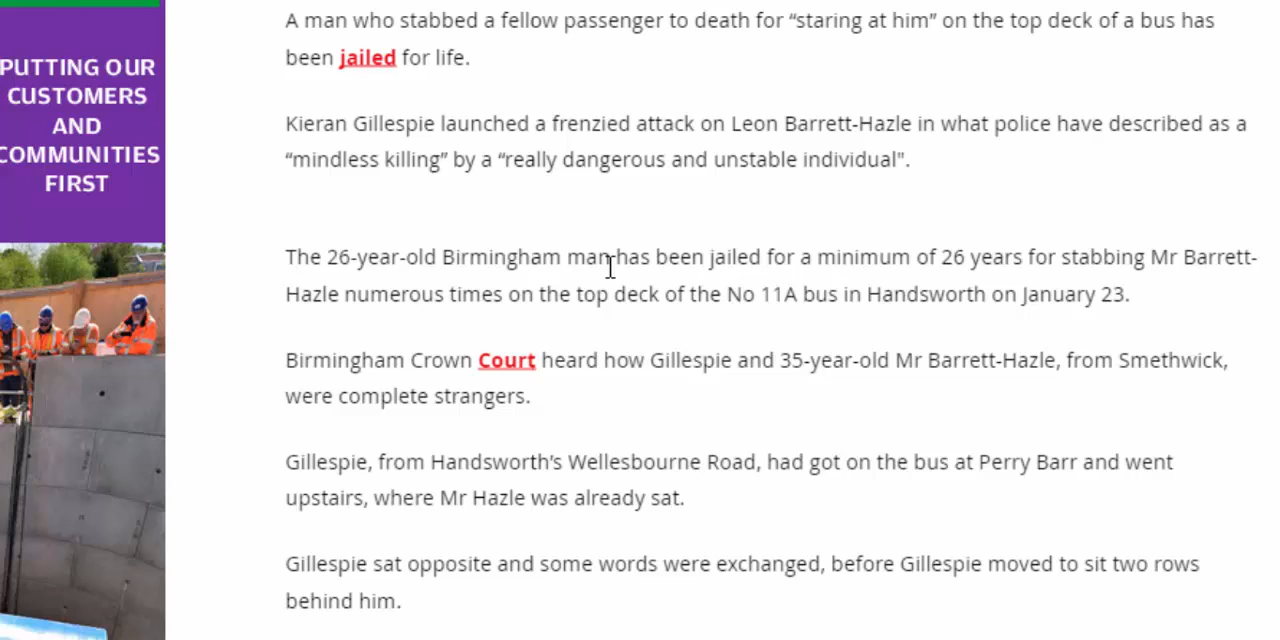 PUTTING OUR
CUSTOMERS
AND
COMMUNITIES
FIRST
A man who stabbed a fellow passenger to death for “staring at him” on the top deck of a bus has
been jailed for life.
Kieran Gillespie launched a frenzied attack on Leon Barrett-Hazle in what police have described as a
“mindless killing” by a “really dangerous and unstable individual".
The 26-year-old Birmingham man has been jailed for a minimum of 26 years for stabbing Mr Barrett-
Hazle numerous times on the top deck of the No 11A bus in Handsworth on January 23.
Birmingham Crown Court heard how Gillespie and 35-year-old Mr Barrett-Hazle, from Smethwick,
were complete strangers.
Gillespie, from Handsworth’s Wellesbourne Road, had got on the bus at Perry Barr and went
upstairs, where Mr Hazle was already sat.
Gillespie sat opposite and some words were exchanged, before Gillespie moved to sit two rows
behind him.